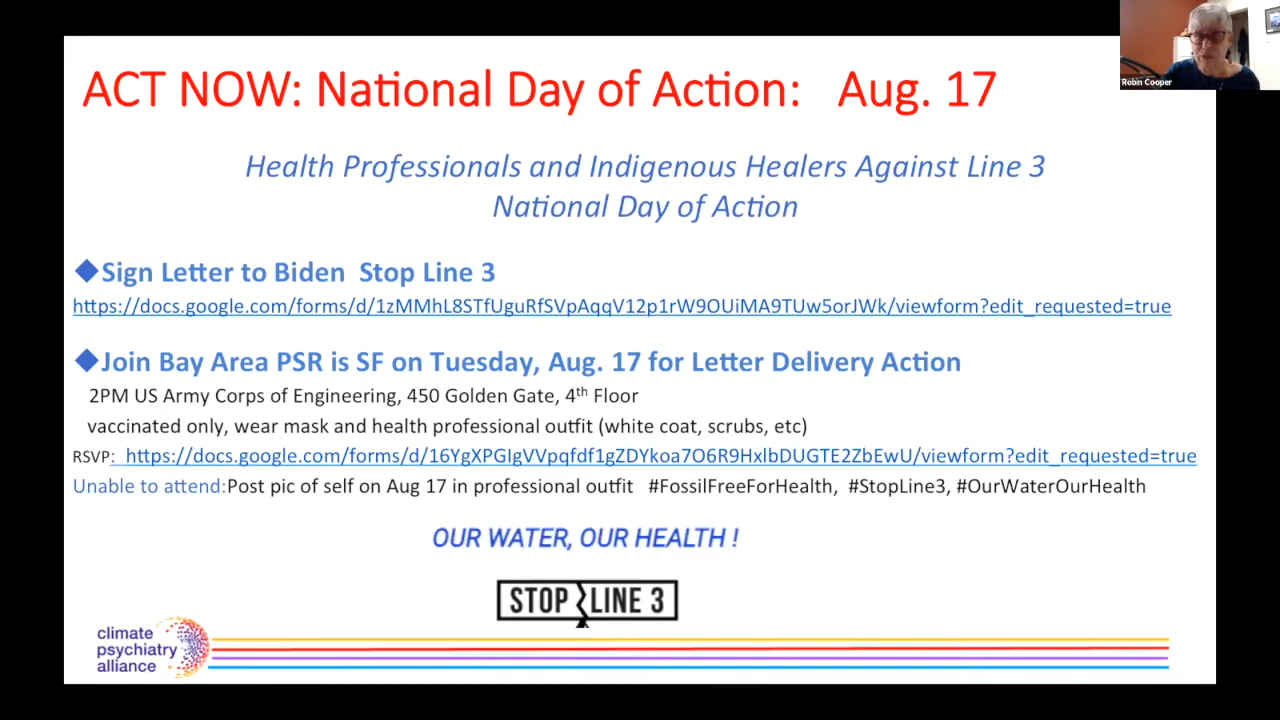 ACT NOW: National Day of Action: Aug. 17
Robin Cooper
Health Professionals and Indigenous Healers Against Line 3
National Day of Action
◆Sign Letter to Biden Stop Line 3
https://docs.google.com/forms/d/1zMMhL8STfUguRfSVpAqqV12p1rW9OUiMA9TUw5orJWk/viewform?edit_requested=true
◆Join Bay Area PSR is SF on Tuesday, Aug. 17 for Letter Delivery Action
2PM US Army Corps of Engineering, 450 Golden Gate, 4th Floor
vaccinated only, wear mask and health professional outfit (white coat, scrubs, etc)
RSVP: https://docs.google.com/forms/d/16YgXPGIgVVpqfdf1gZDYkoa7O6R9HxlbDUGTE2ZbEwU/viewform?edit_requested=true
Unable to attend:Post pic of self on Aug 17 in professional outfit #FossilFreeForHealth, #StopLine3, #OurWaterOurHealth
OUR WATER, OUR HEALTH !
STOP LINE 3
climate
psychiatry
alliance